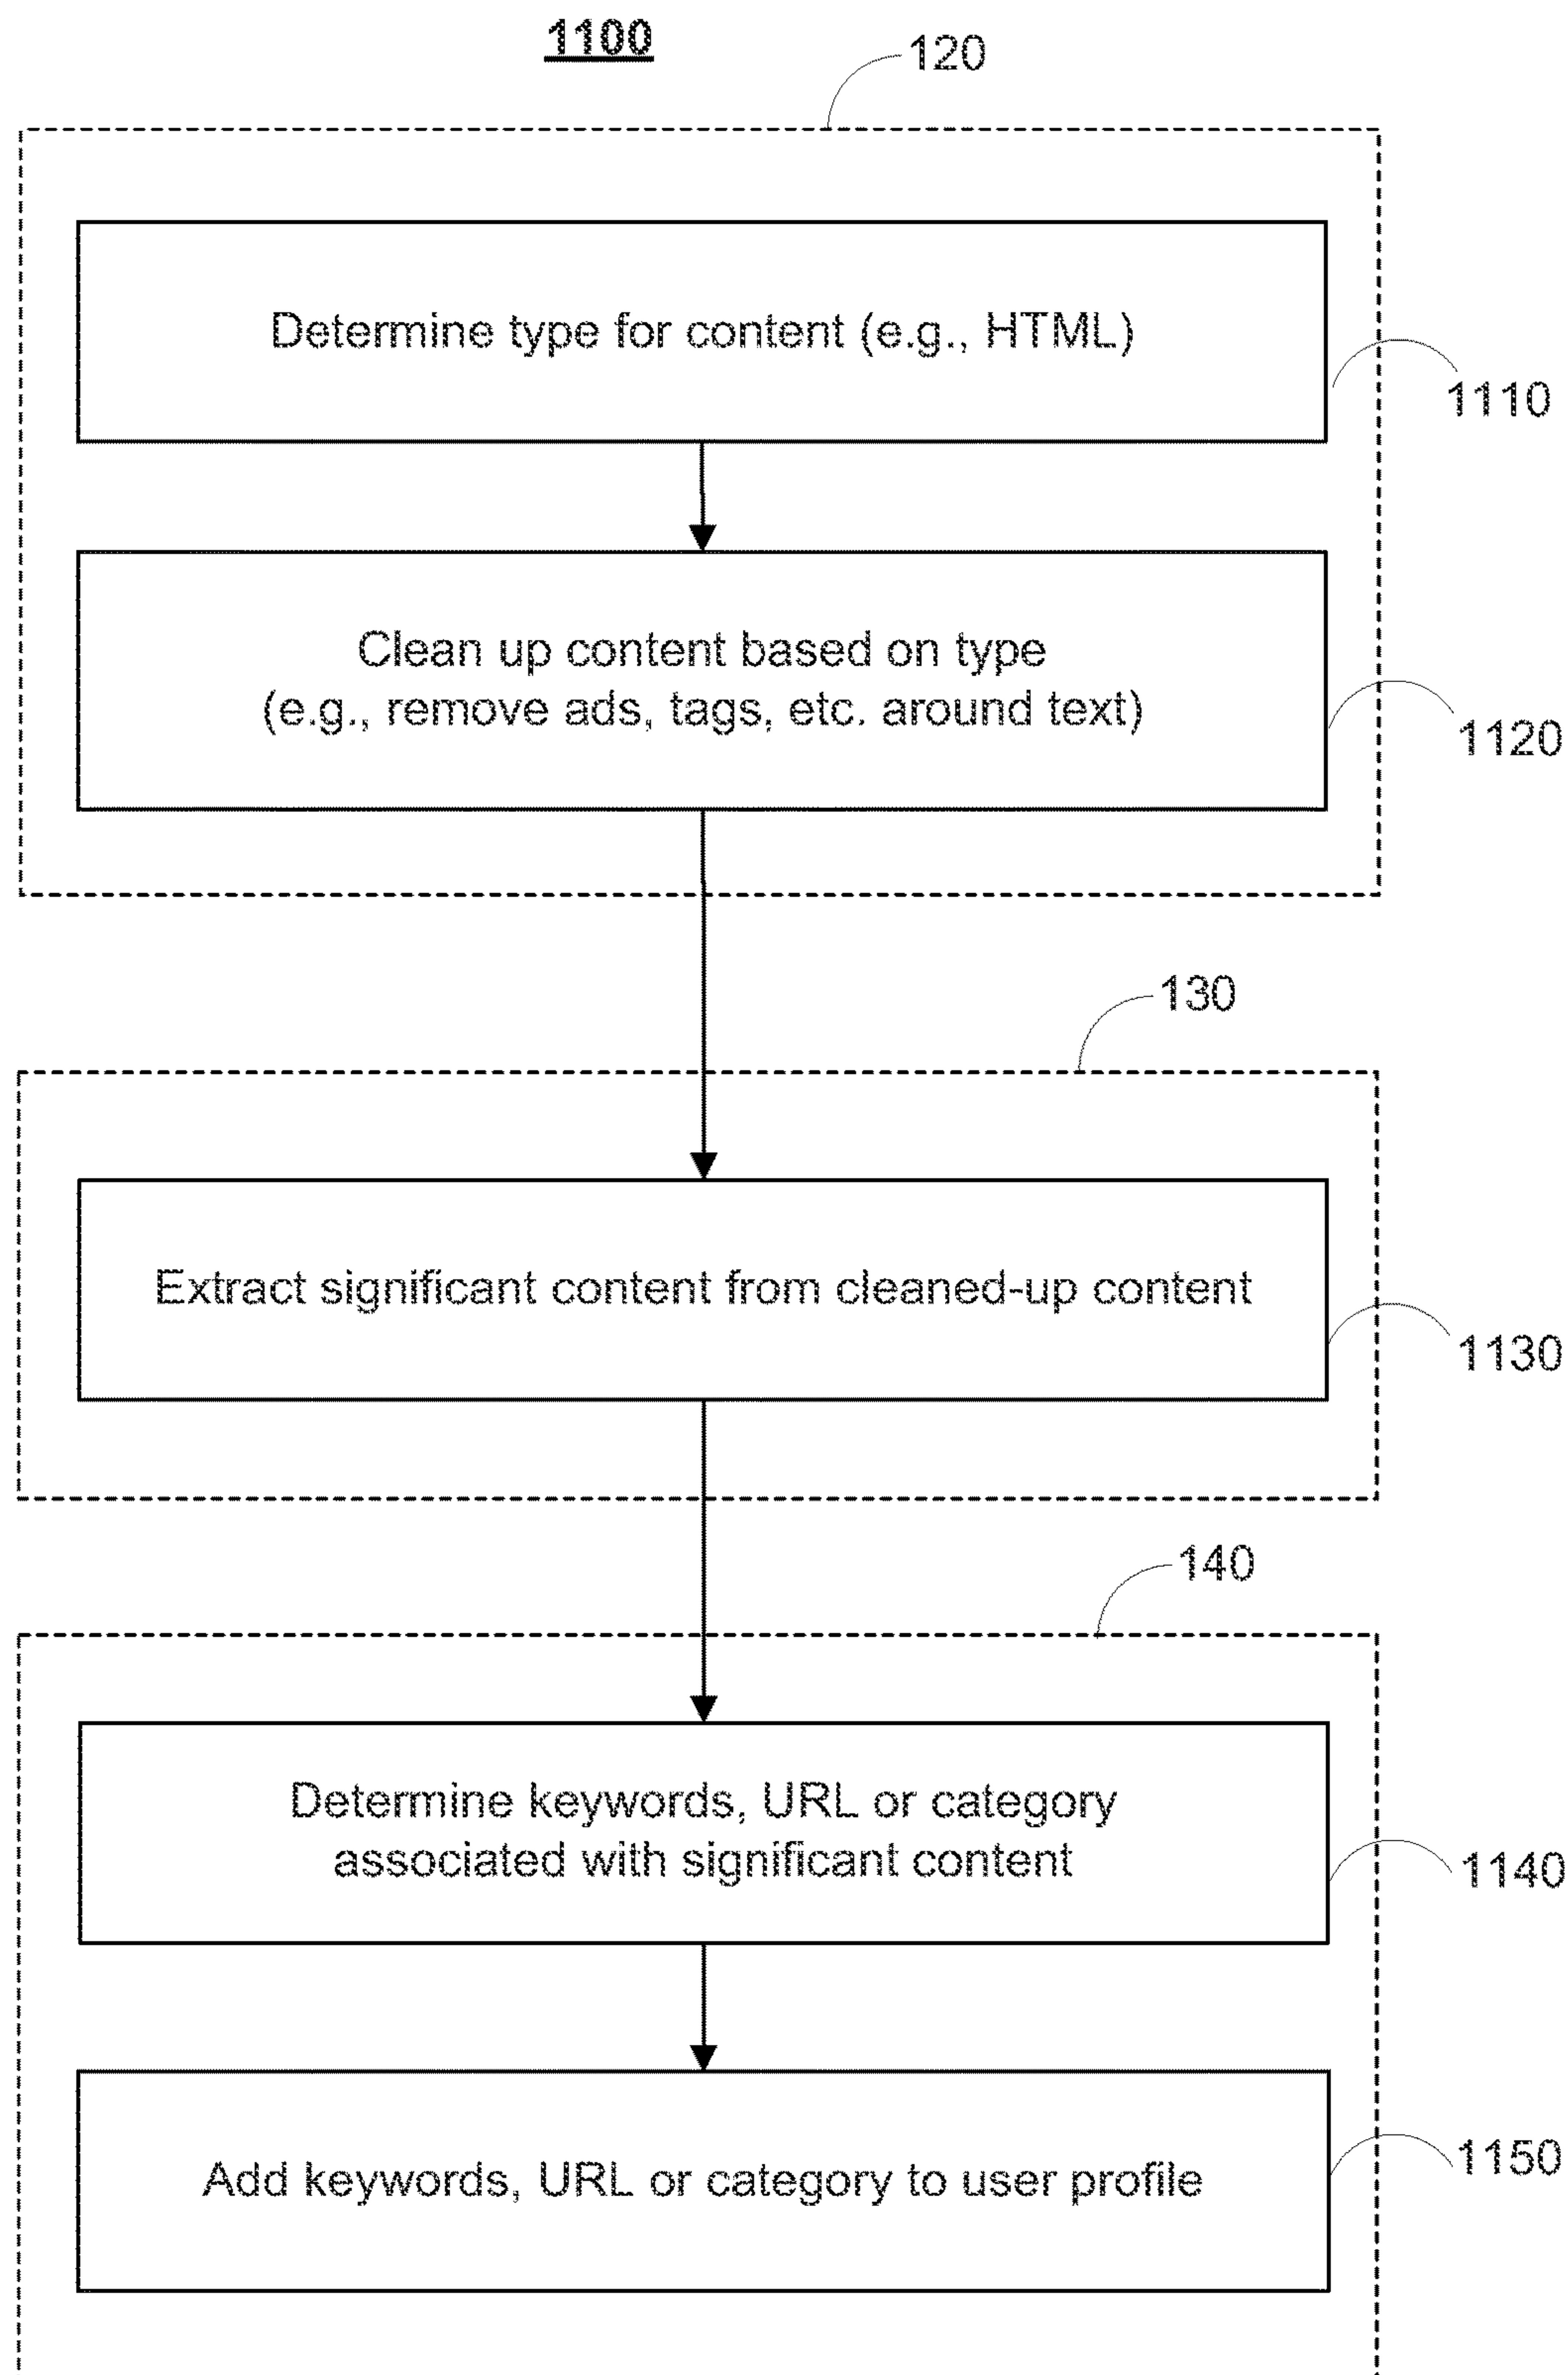 1100
120
Determine type for content (e.g., HTML)
1110
Clean up content based on type
(e.g., remove ads, tags, etc. around text)
1120
130
Extract significant content from cleaned-up content
1130
140
Determine keywords, URL or category
associated with significant content
1140
Add keywords, URL or category to user profile
1150